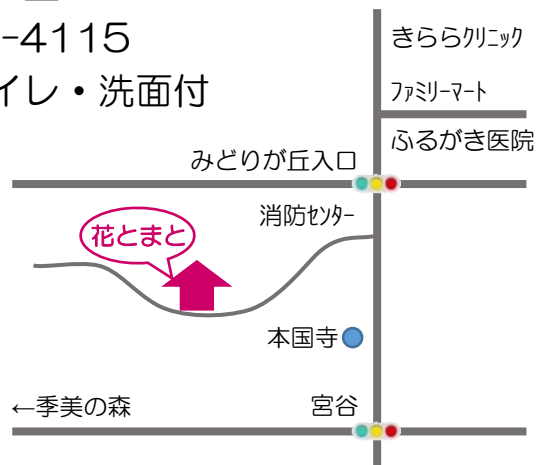 -4115
イレ・洗面付
きららｸﾘﾆｯｸ
ﾌｧﾐﾘｰﾏｰﾄ
ふるがき医院
みどりが丘入口
消防ｾﾝﾀｰ
花とまと
本国寺
←季美の森
宮谷